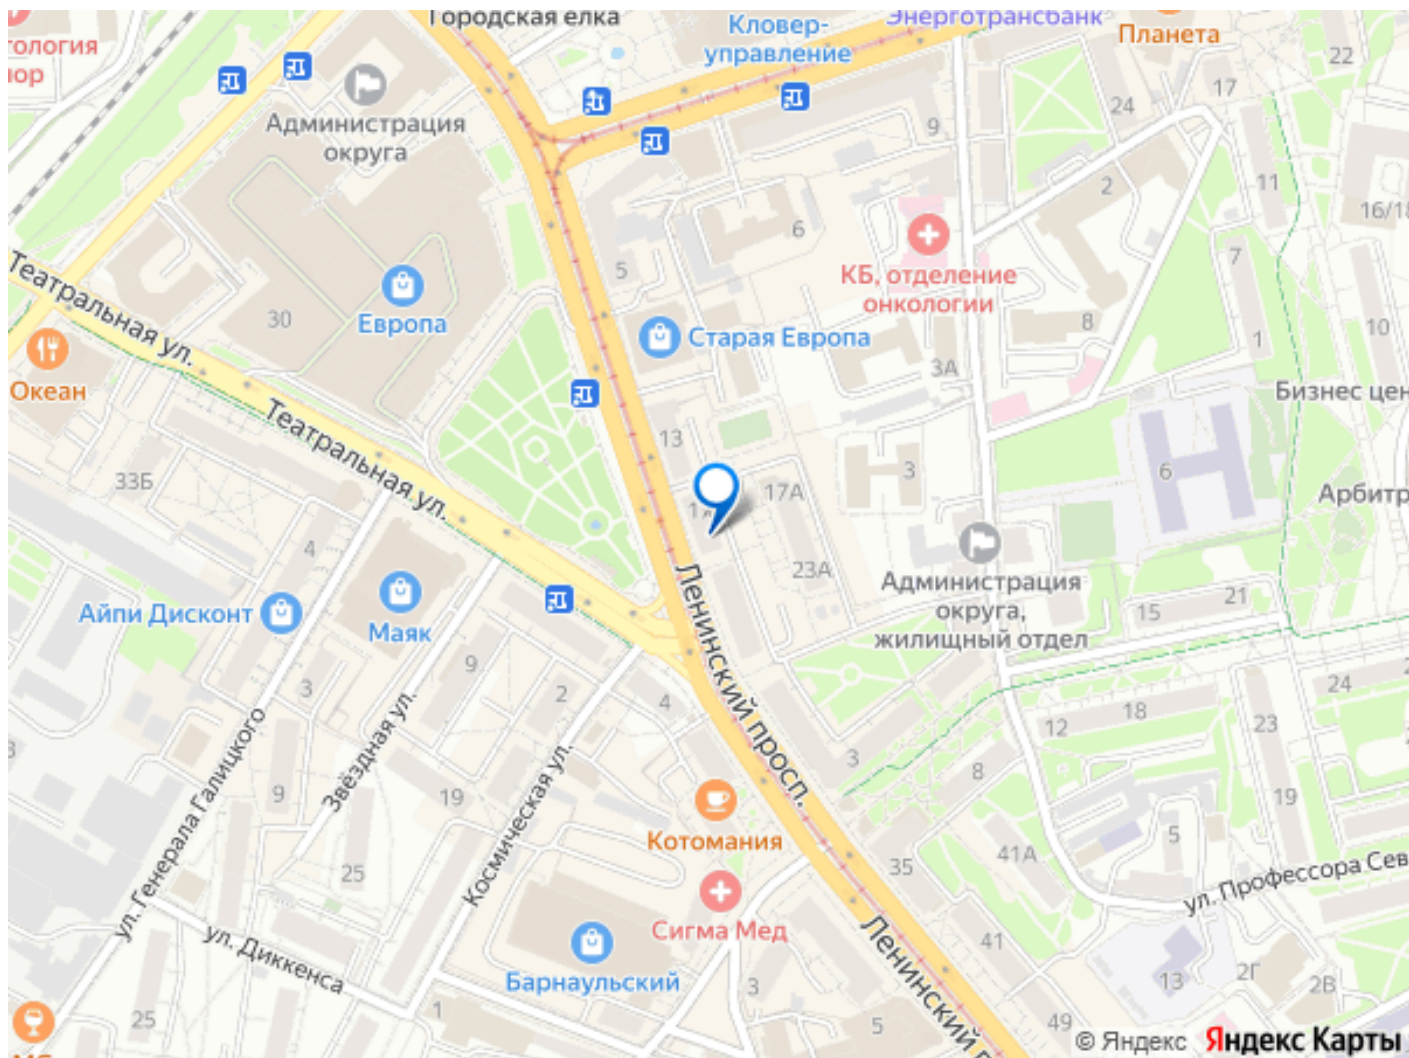 Городская елка
Кловер-
управление
Энерготрансбанк
Планета
22
17
24
9
Администрация
округа
2
11
16/18
6
7
5
КБ, отделение
онкологии
Театральная ул.
30
Европа
8
10
1
Старая Европа
3А
Океан
Бизнес цен
Театральная ул.
13
33Б
3
6
17А
Арбитр
4
23А
Администрация
округа,
жилищный отдел
Айпи Дисконт
Маяк
15
21
9
Ленинский просп.
3
2
4
24
12
18
23
ул. Генерала Галицкого
Звёздная ул.
Космическая ул.
3
8
9
19
19
Котомания
5
25
35
41А
ул. Профессора Сев
Сигма Мед
ул. Диккенса
Ленинский
41
Барнаульский
13
2Г
2В
3
1
25
5
49
© Яндекс Яндекс Карты